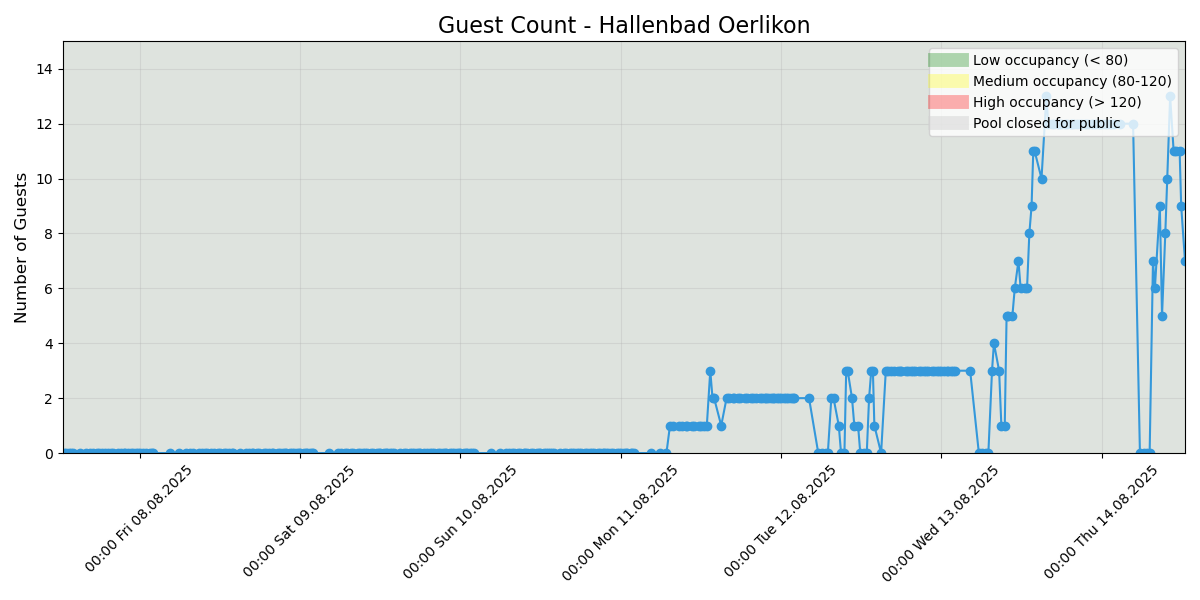 Guest Count - Hallenbad Oerlikon
Number of Guests
14
12
10
8
6
4
2
0
Low occupancy (< 80)
Medium occupancy (80-120)
High occupancy (> 120)
Pool closed for public
00:00 Fri 08.08.2025
00:00 Sat 09.08.2025
00:00 Sun 10.08.2025
00:00 Mon 11.08.2025
00:00 Tue 12.08.2025
00:00 Wed 13.08.2025
00:00 Thu 14.08.2025